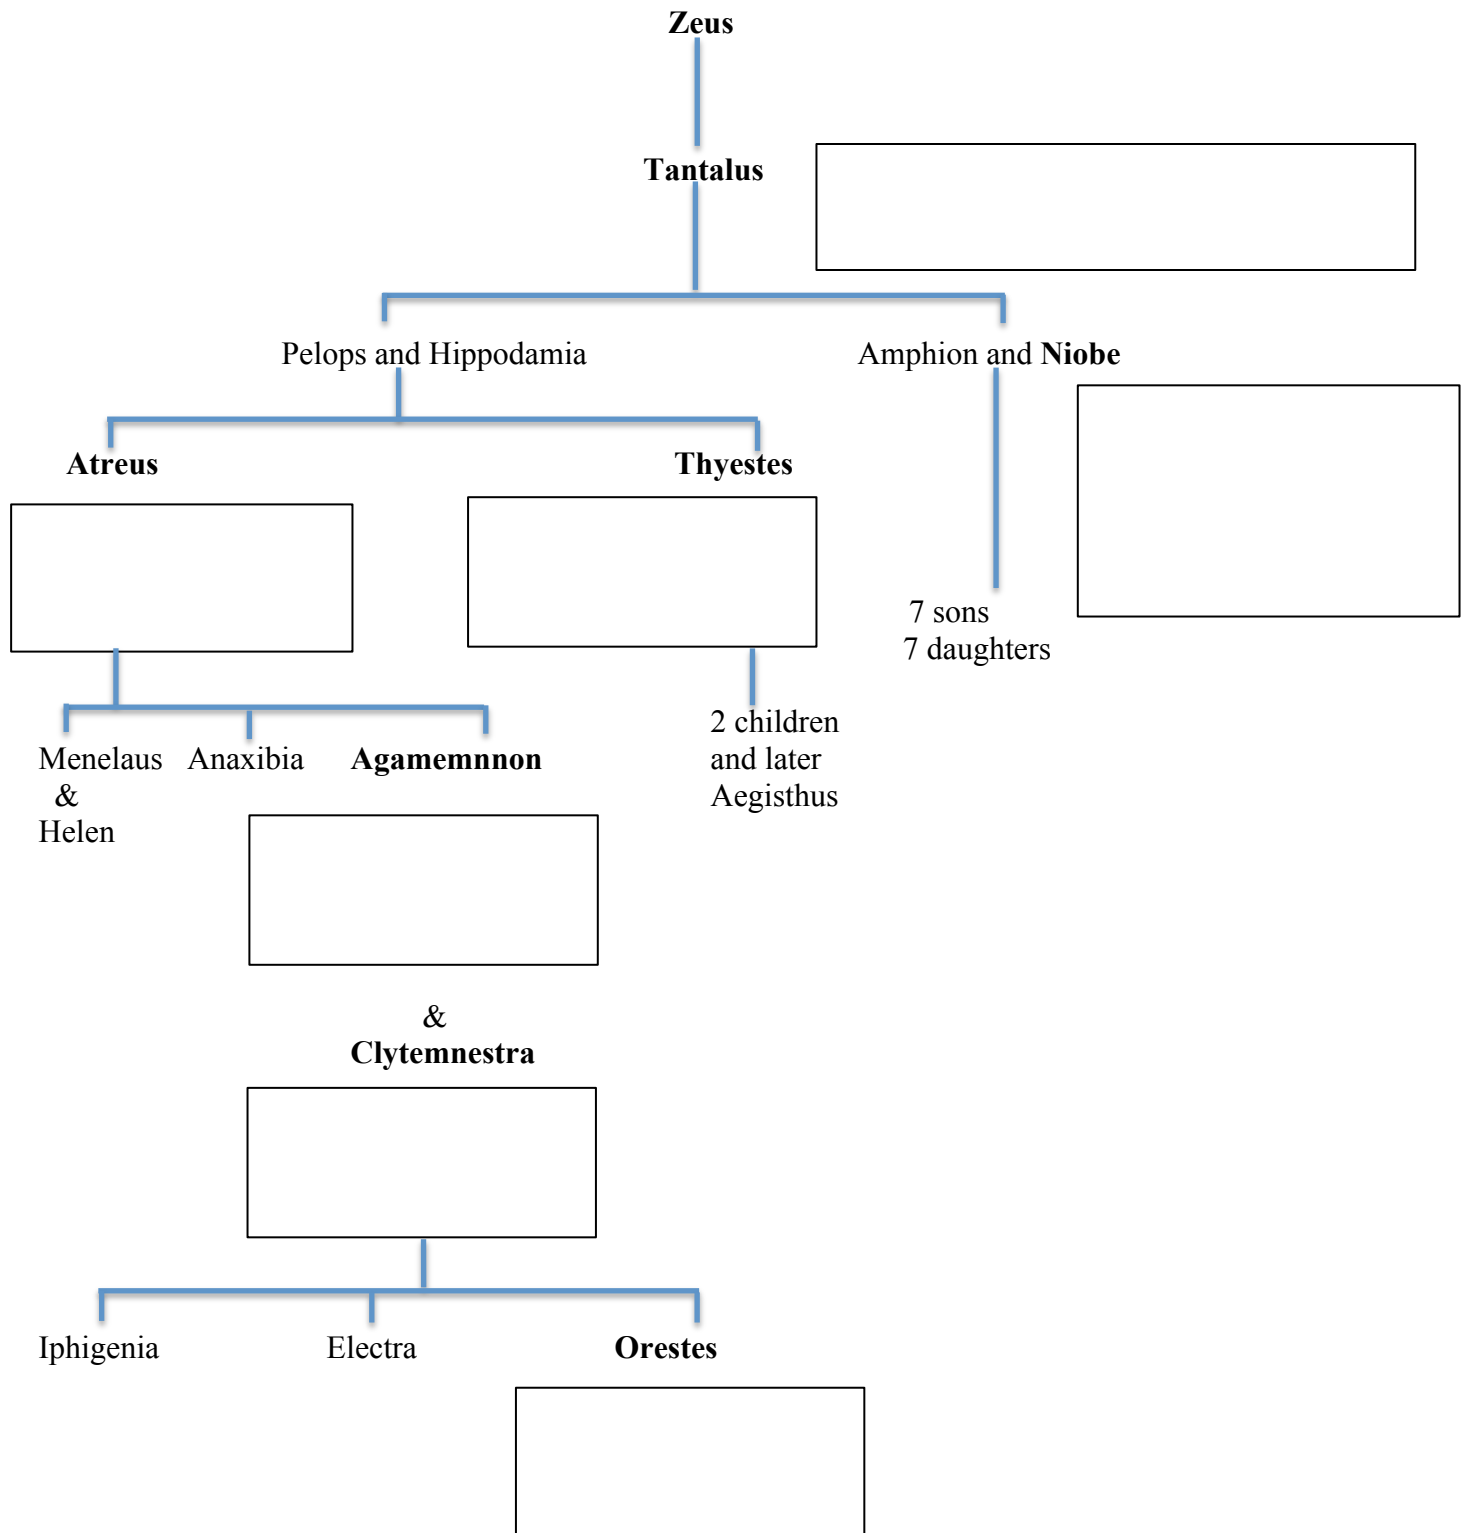 Zeus
Tantalus
Pelops and Hippodamia
Amphion and Niobe
Atreus
Thyestes
7 sons
7 daughters
Menelaus
&
Helen
Anaxibia
Agamemnnon
2 children
and later
Aegisthus
&
Clytemnestra
Iphigenia
Electra
Orestes